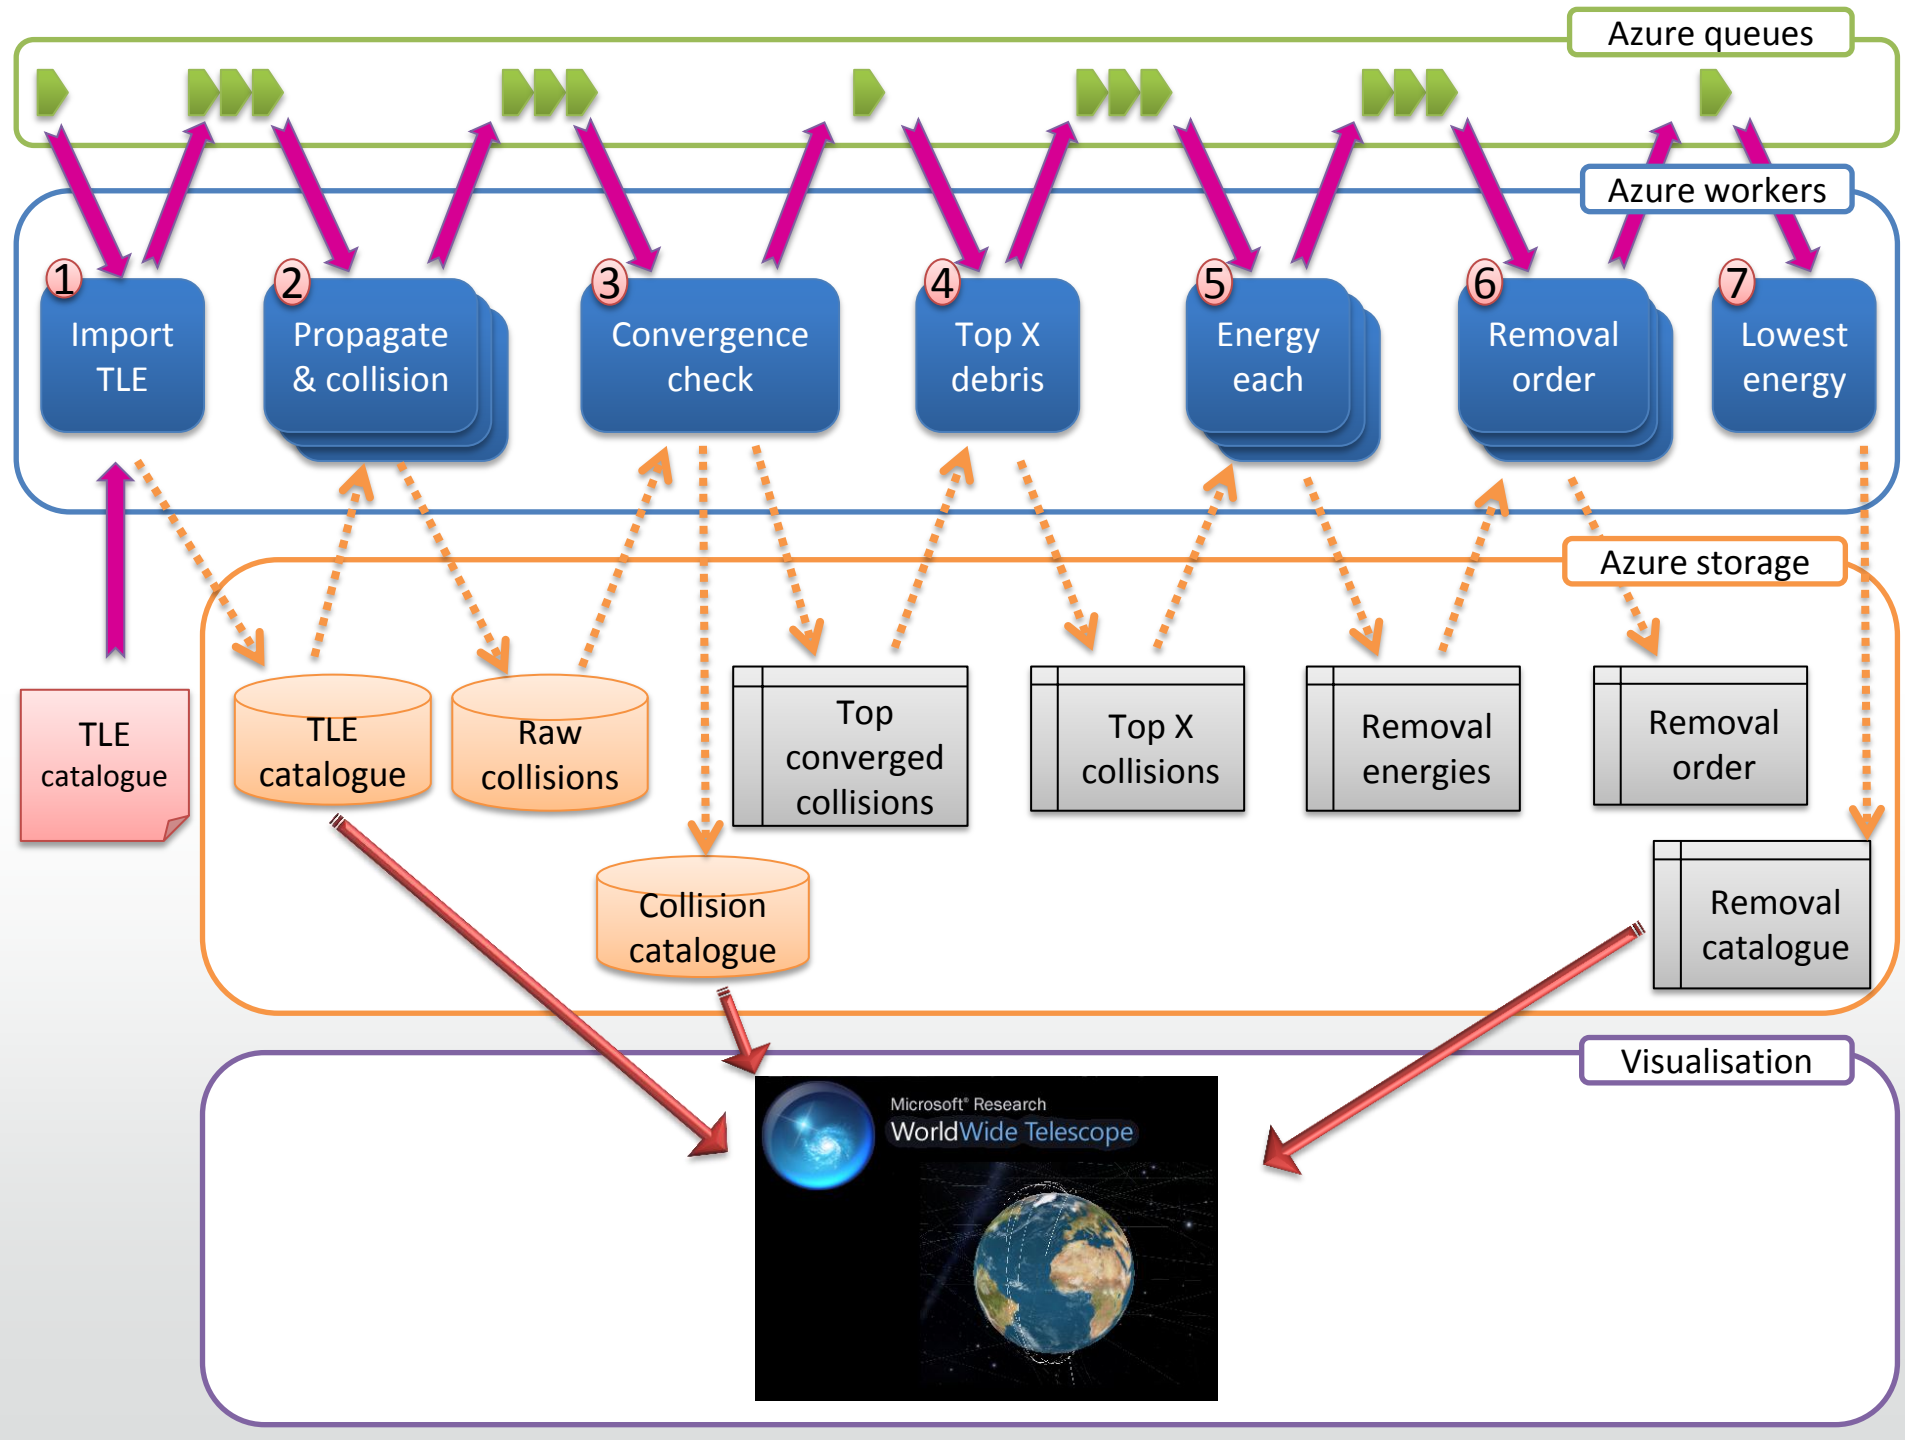 Azure queues
Azure workers
1
Import
TLE
2
Propagate
& collision
3
Convergence
check
4
Top X
debris
5
Energy
each
6
Removal
order
7
Lowest
energy
Azure storage
TLE
catalogue
TLE
catalogue
Raw
collisions
Top
converged
collisions
Top X
collisions
Removal
energies
Removal
order
Collision
catalogue
Removal
catalogue
Visualisation
Microsoft® Research
WorldWide Telescope